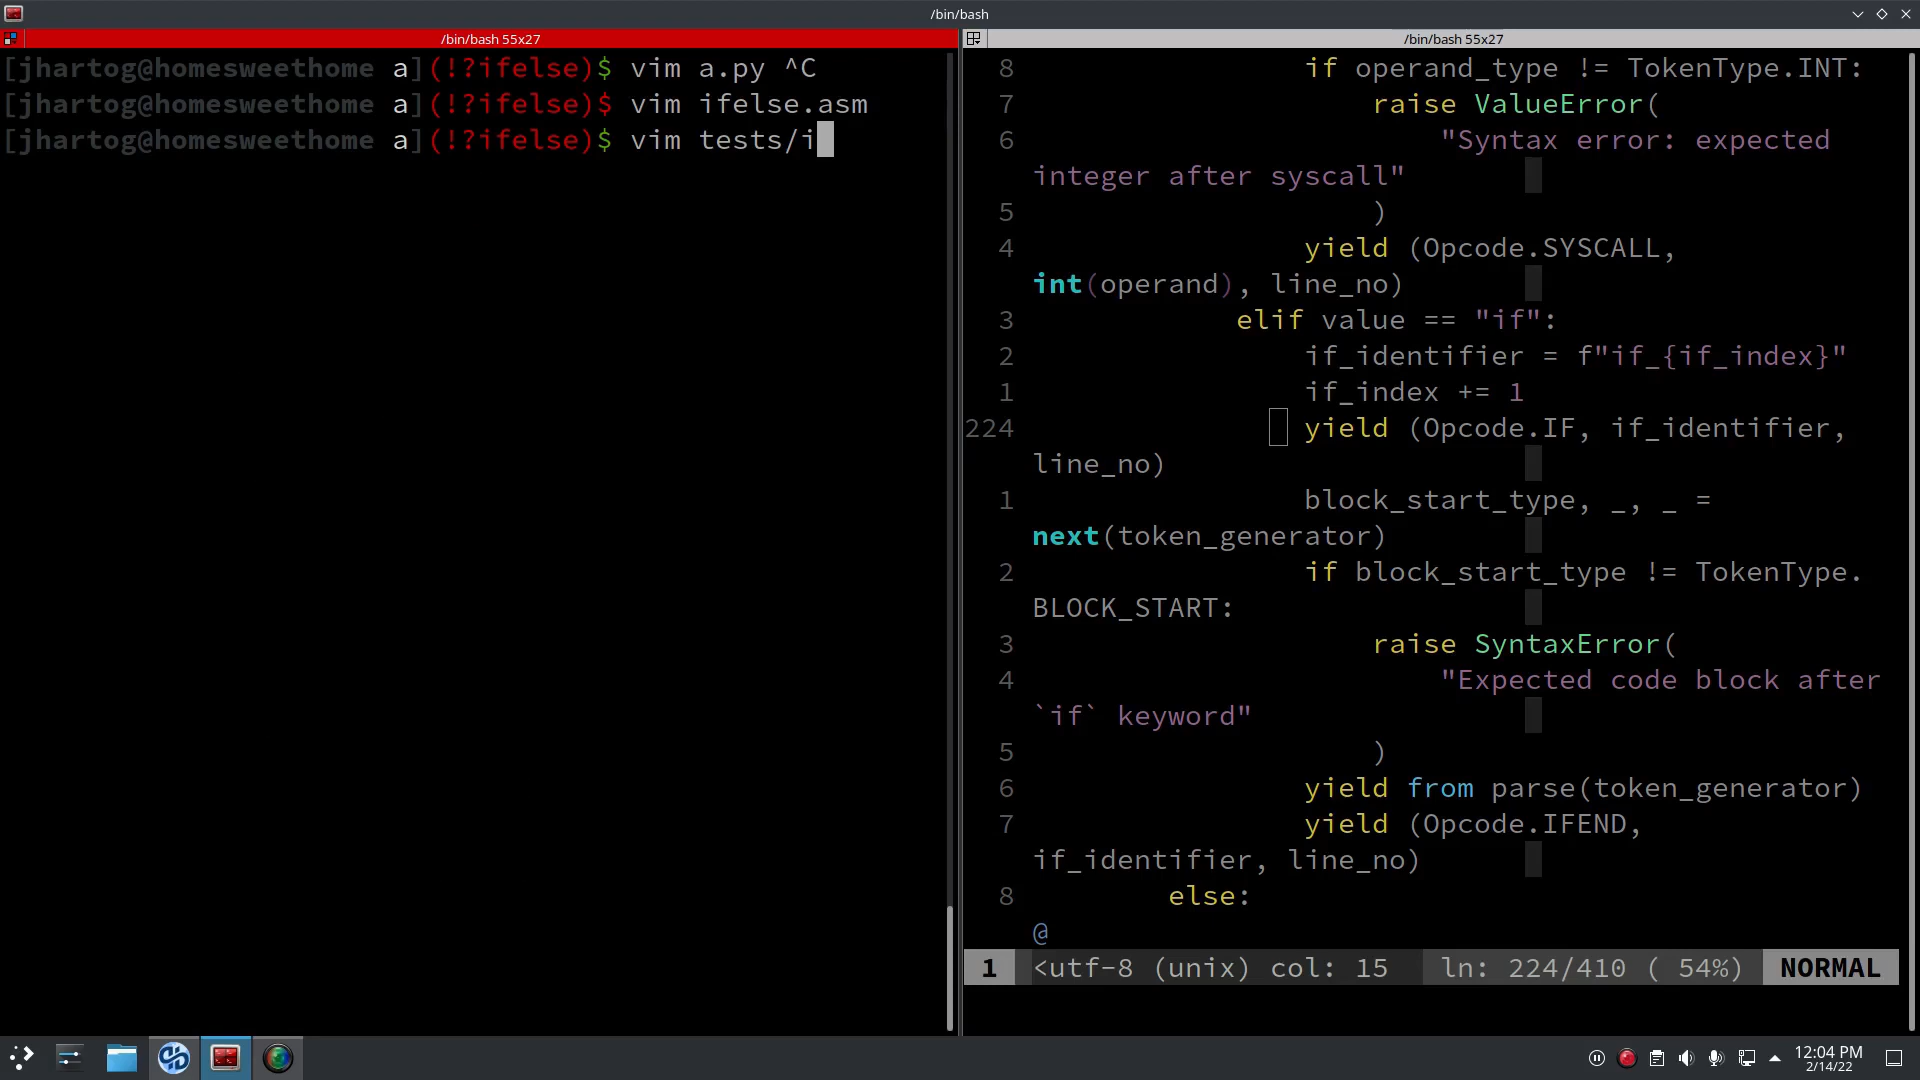 /bin/bash
/bin/bash 55x27
[jhartog@homesweethome a](!?ifelse)$ vim a.py ^C
[jhartog@homesweethome a](!?ifelse)$ vim ifelse.asm
[jhartog@homesweethome a](!?ifelse)$ vim tests/i
/bin/bash 55x27
8 if operand_type != TokenType.INT:
7 raise ValueError(
6 "Syntax error: expected
integer after syscall"
5 )
4 yield (Opcode.SYSCALL,
int(operand), line_no)
3 elif value == "if":
2 if_identifier = f"if_{if_index}"
1 if_index += 1
224 yield (Opcode.IF, if_identifier,
line_no)
1 block_start_type, _, _ =
next(token_generator)
2 if block_start_type != TokenType.
BLOCK_START:
3 raise SyntaxError(
4 "Expected code block after
`if` keyword"
5 )
6 yield from parse(token_generator)
7 yield (Opcode.IFEND,
if_identifier, line_no)
8 else:
@
1 <utf-8 (unix) col: 15 ln: 224/410 ( 54%) NORMAL
12:04 PM
2/14/22